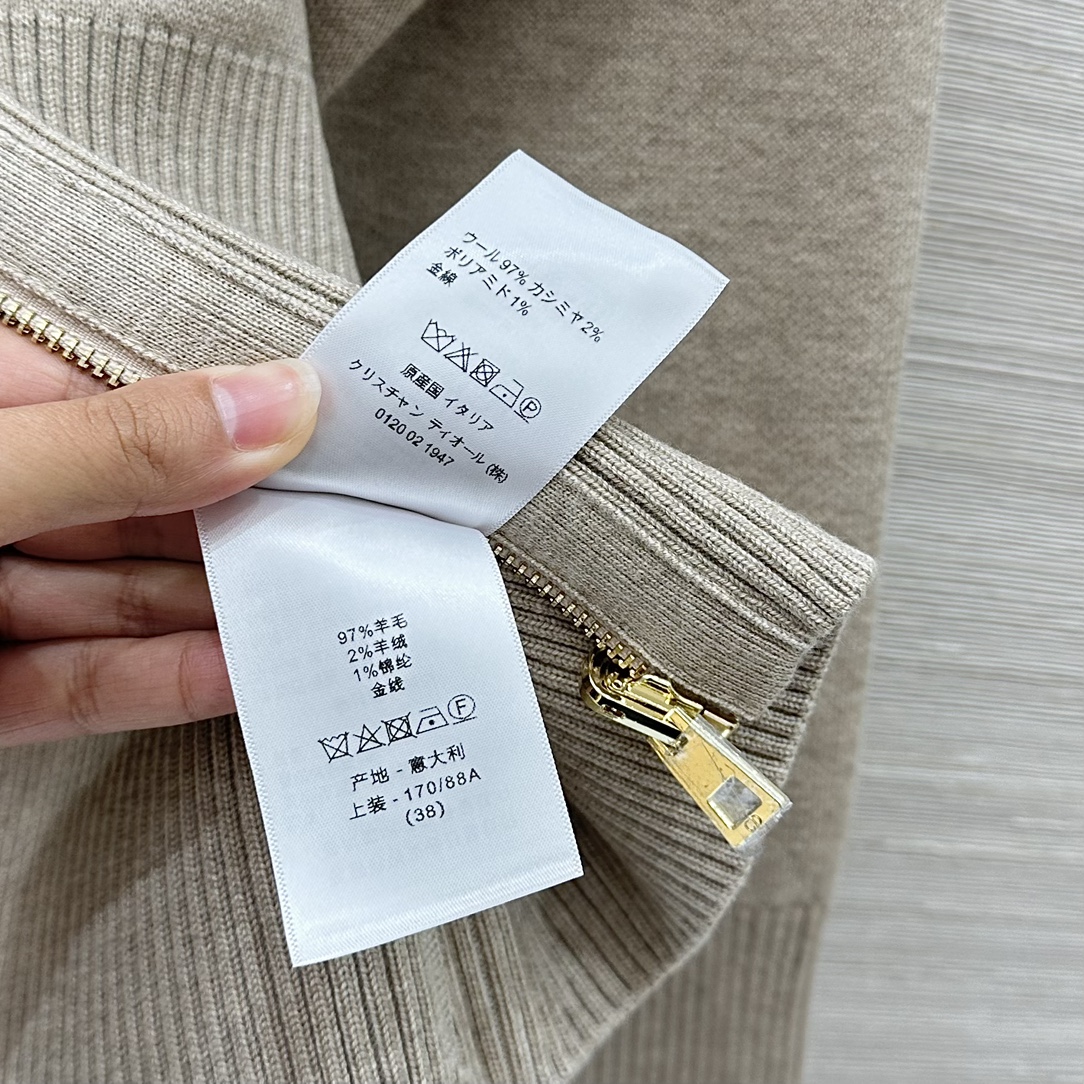 ウール97% カシミヤ2%
ポリアミド1%
金線
P
原産国 イタリア
クリスチャン ディオール(株)
0120 02 1947
97%羊毛
2%羊绒
1%锦纶
金线
F
产地 - 意大利
上装 - 170/88A
(38)
CD